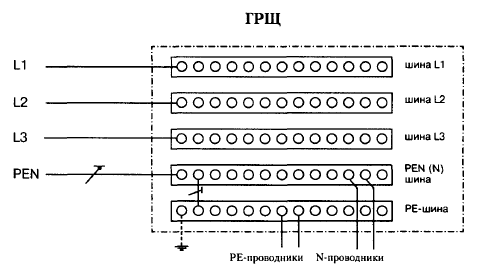 ГРЩ
L1
шина L1
L2
шина L2
L3
шина L3
PEN
PEN (N)
шина
PE-шина
PE-проводники
N-проводники